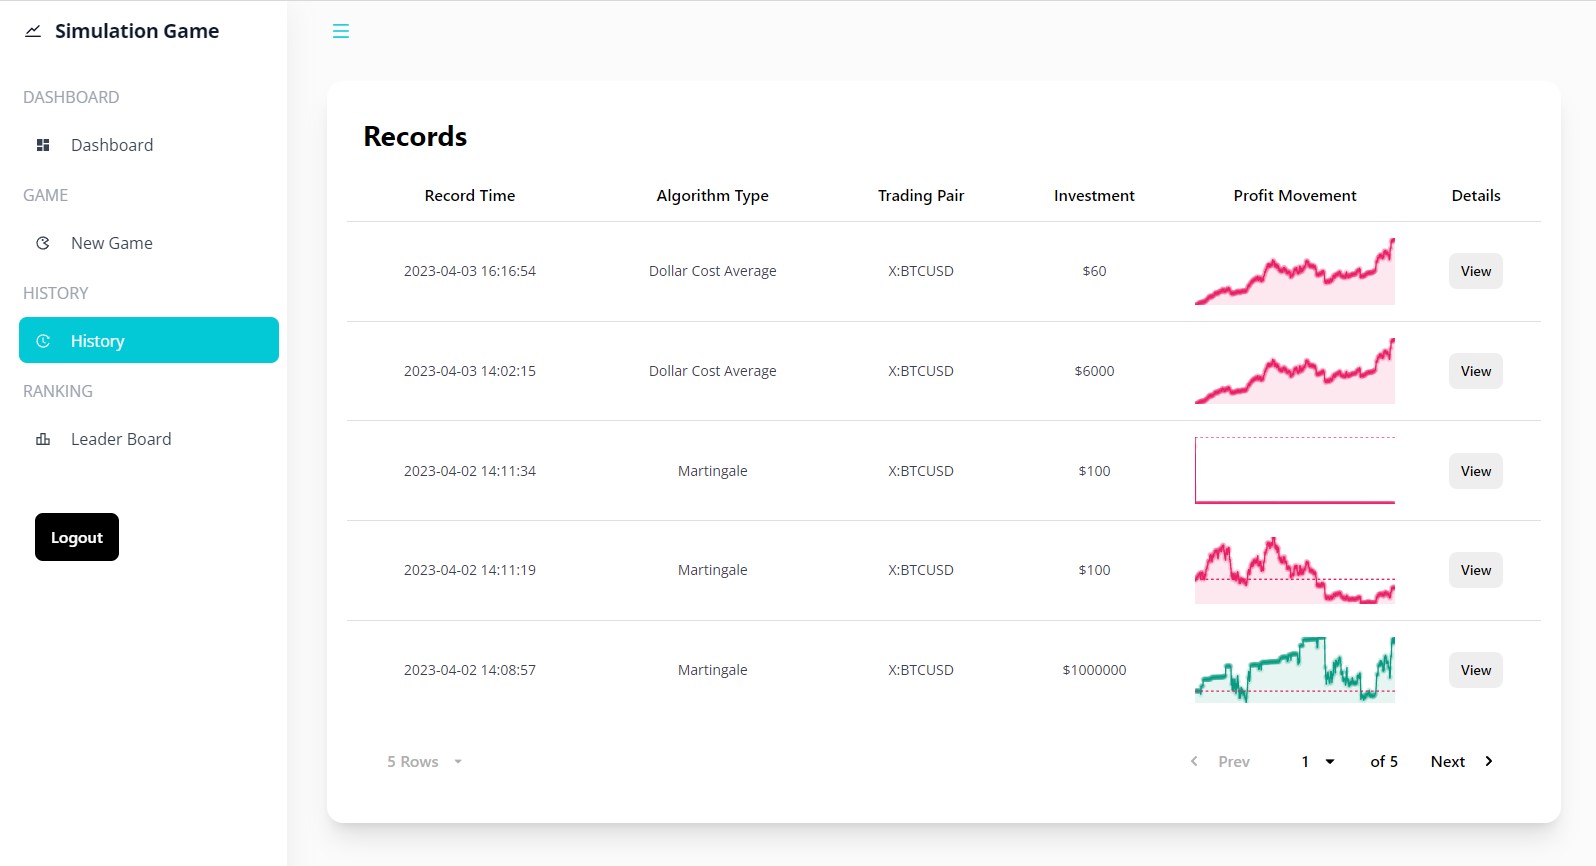 Simulation Game
DASHBOARD
Dashboard
GAME
New Game
HISTORY
History
RANKING
Leader Board
Logout
Records
Record Time Algorithm Type Trading Pair Investment Profit Movement Details
2023-04-03 16:16:54 Dollar Cost Average X:BTCUSD $60 View
2023-04-03 14:02:15 Dollar Cost Average X:BTCUSD $6000 View
2023-04-02 14:11:34 Martingale X:BTCUSD $100 View
2023-04-02 14:11:19 Martingale X:BTCUSD $100 View
2023-04-02 14:08:57 Martingale X:BTCUSD $1000000 View
5 Rows Prev 1 of 5 Next